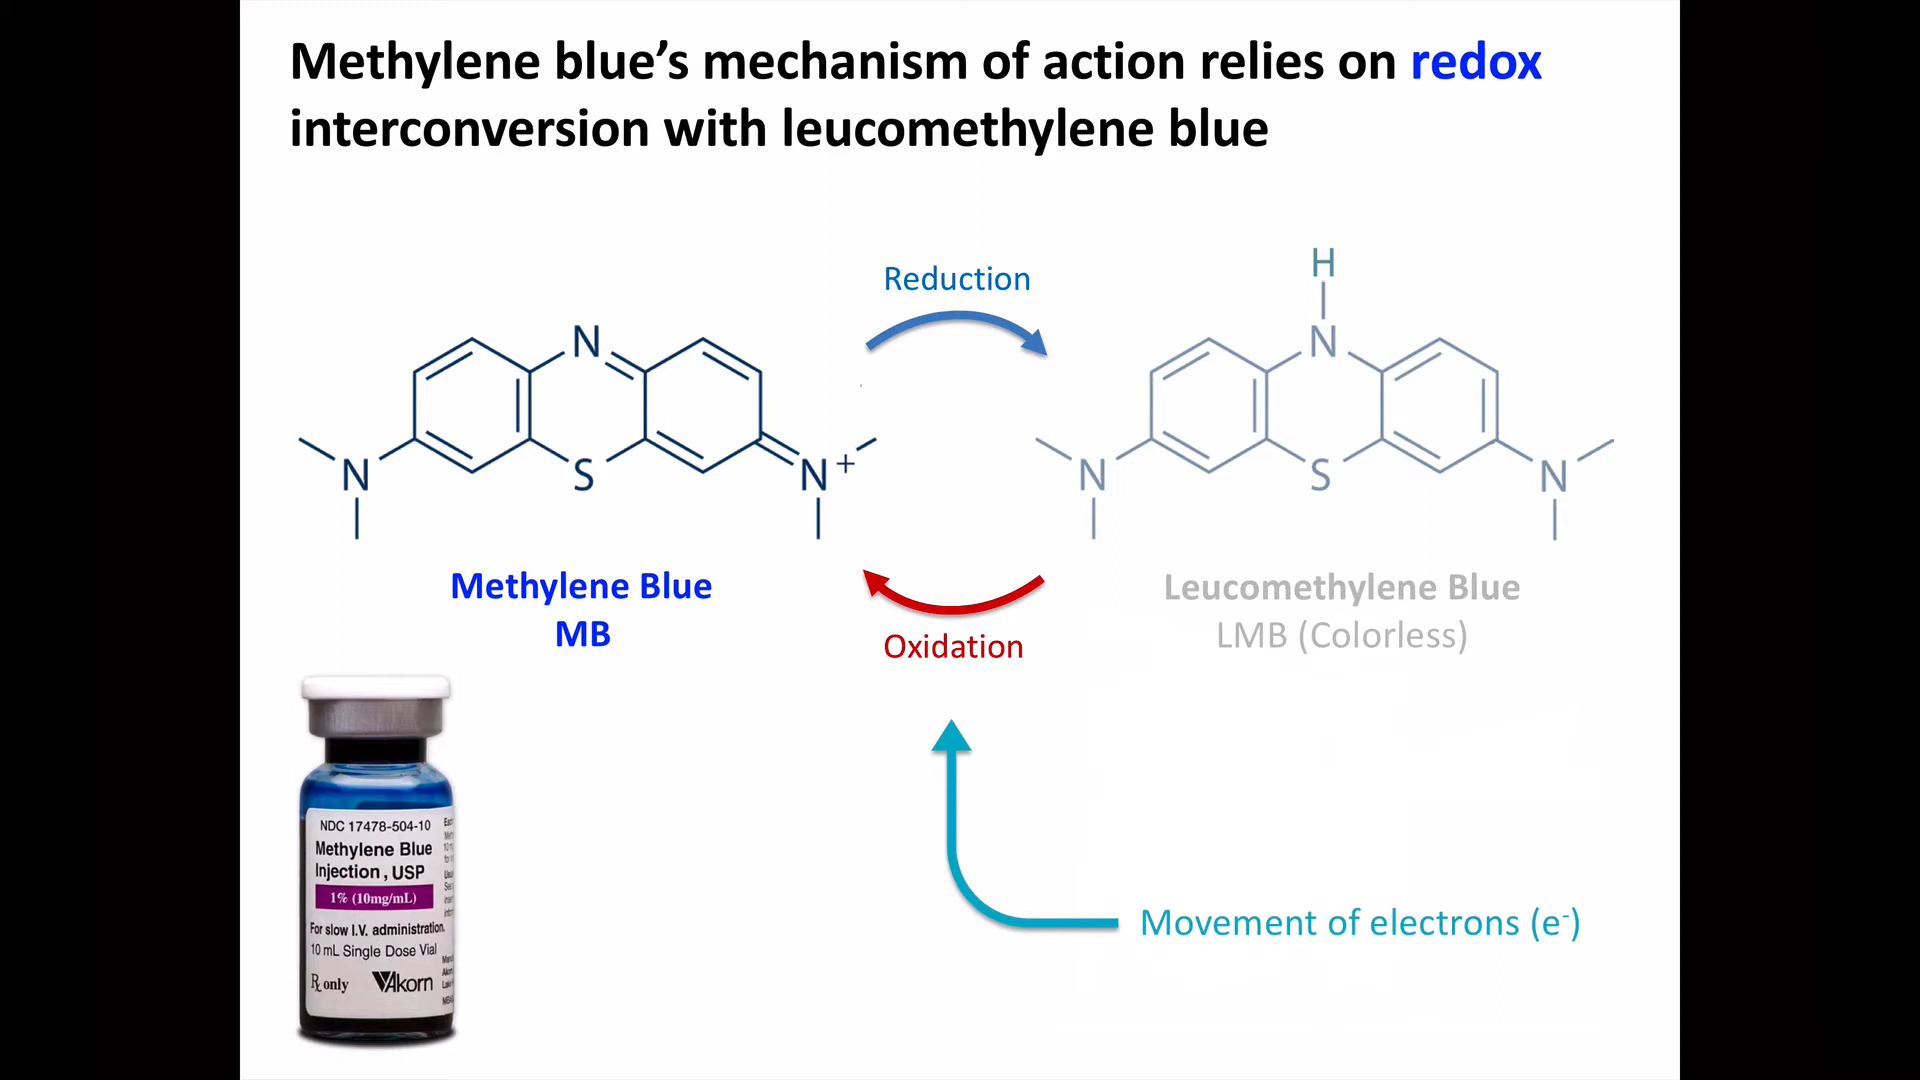 Methylene blue’s mechanism of action relies on redox
interconversion with leucomethylene blue
Reduction
H
N
N
N
S
N+
N
S
N
Methylene Blue
MB
Oxidation
Leucomethylene Blue
LMB (Colorless)
NDC 17478-504-10
Methylene Blue
Injection, USP
1% (10mg/mL)
For slow I.V. administration.
10 mL Single Dose Vial
Rx only
Akorn
Movement of electrons (e⁻)